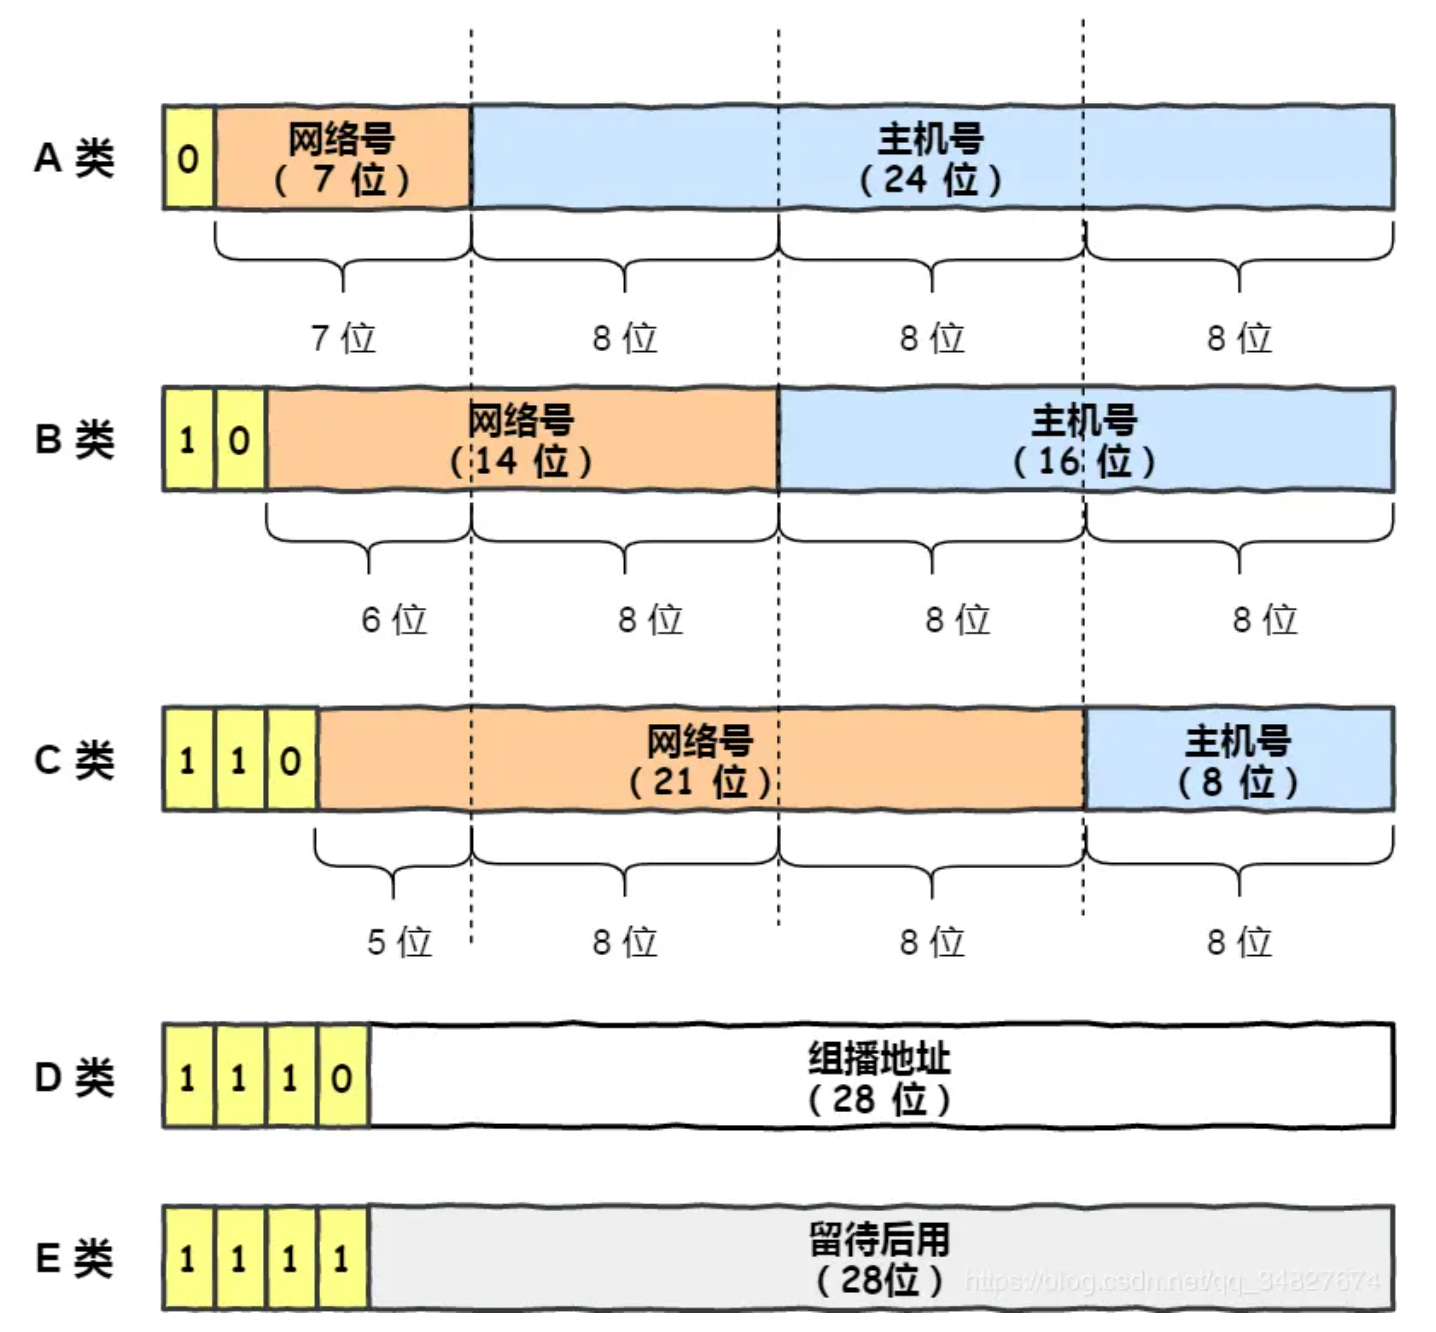 A 类
0
网络号
（ 7 位）
主机号
（24 位）
7 位
8 位
8 位
8 位
B 类
1 0
网络号
（14 位）
主机号
（16 位）
6 位
8 位
8 位
8 位
C 类
1 1 0
网络号
（21 位）
主机号
（8 位）
5 位
8 位
8 位
8 位
D 类
1 1 1 0
组播地址
（28 位）
E 类
1 1 1 1
留待后用
（28位）
https://blog.csdn.net/qq_34827674